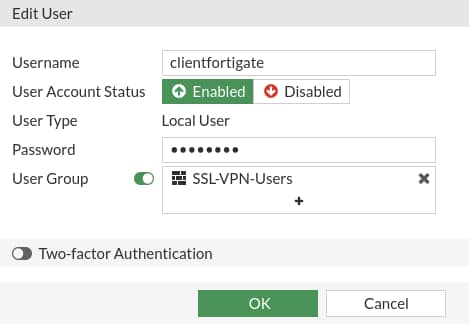 Edit User
Username clientfortigate
User Account Status Enabled Disabled
User Type Local User
Password ••••••••
User Group SSL-VPN-Users
Two-factor Authentication
OK Cancel